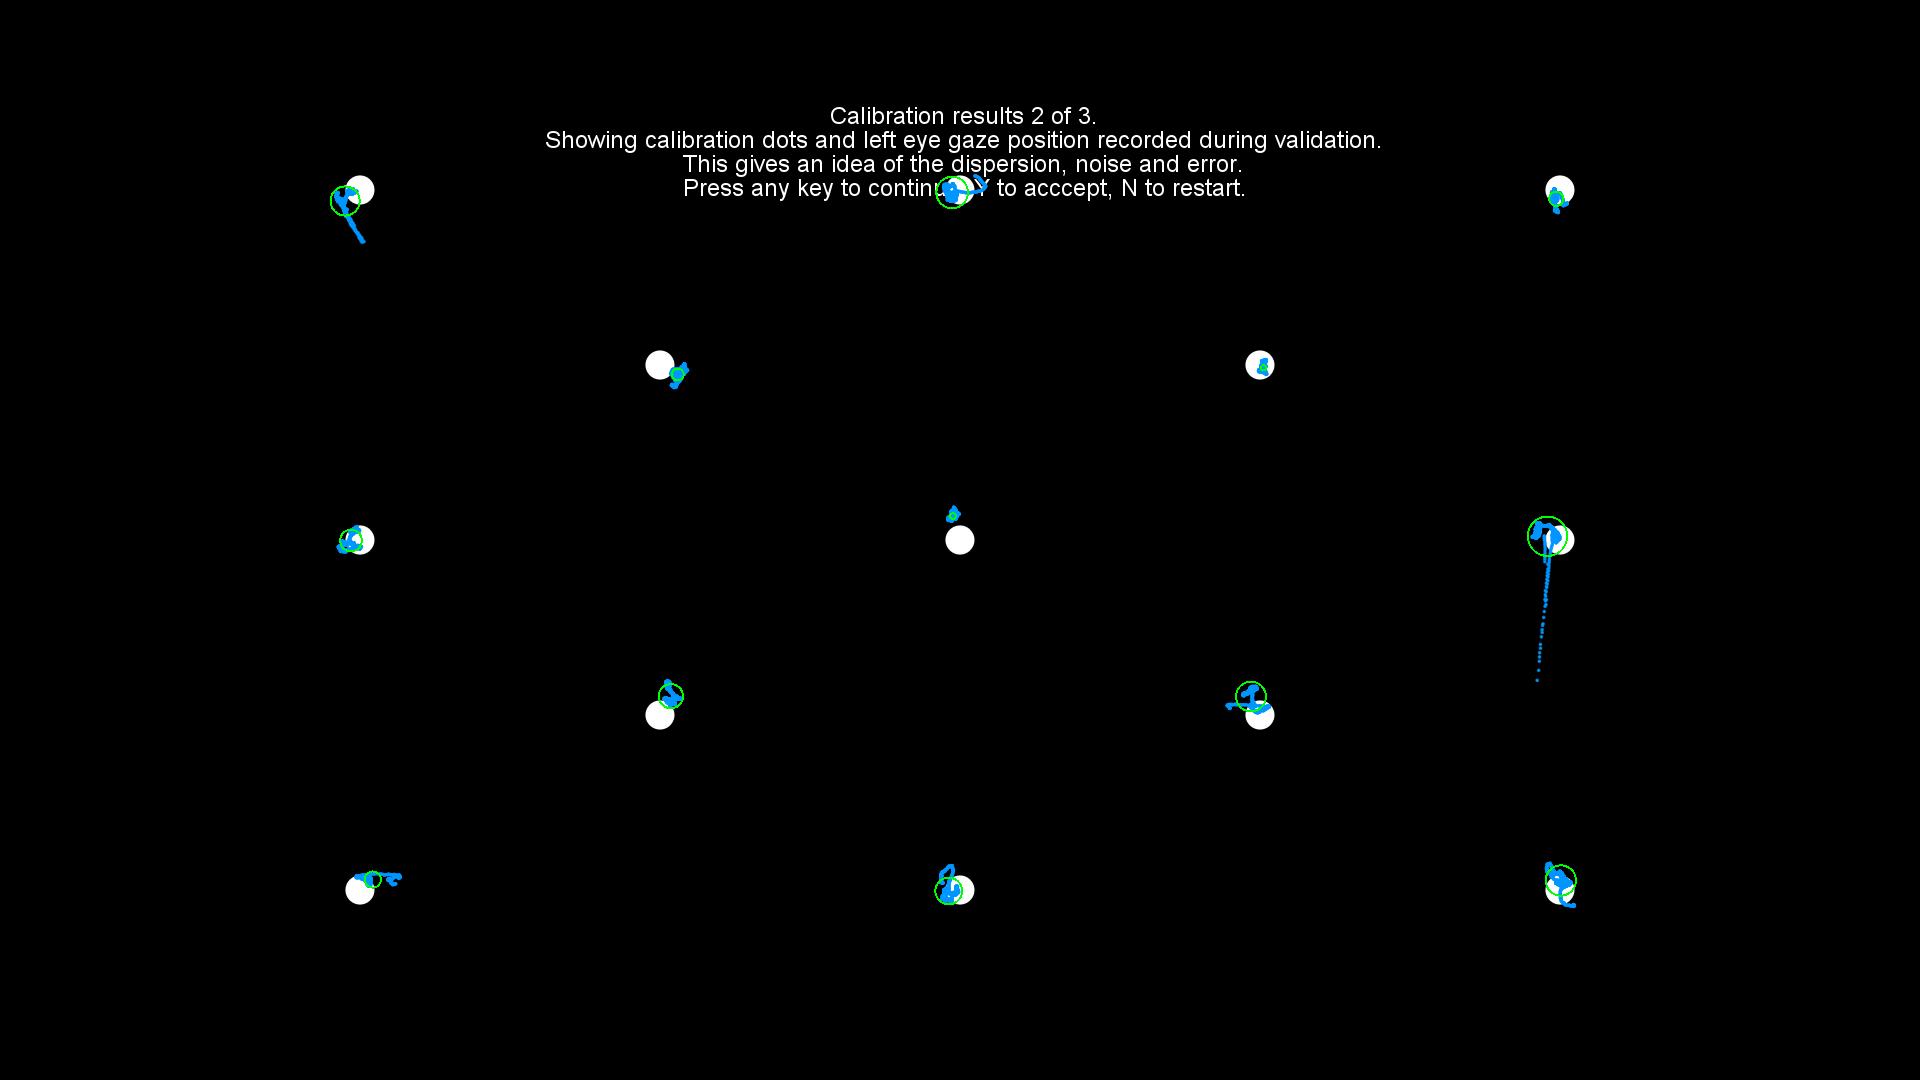 Calibration results 2 of 3.
Showing calibration dots and left eye gaze position recorded during validation.
This gives an idea of the dispersion, noise and error.
Press any key to continu Y to acccept, N to restart.